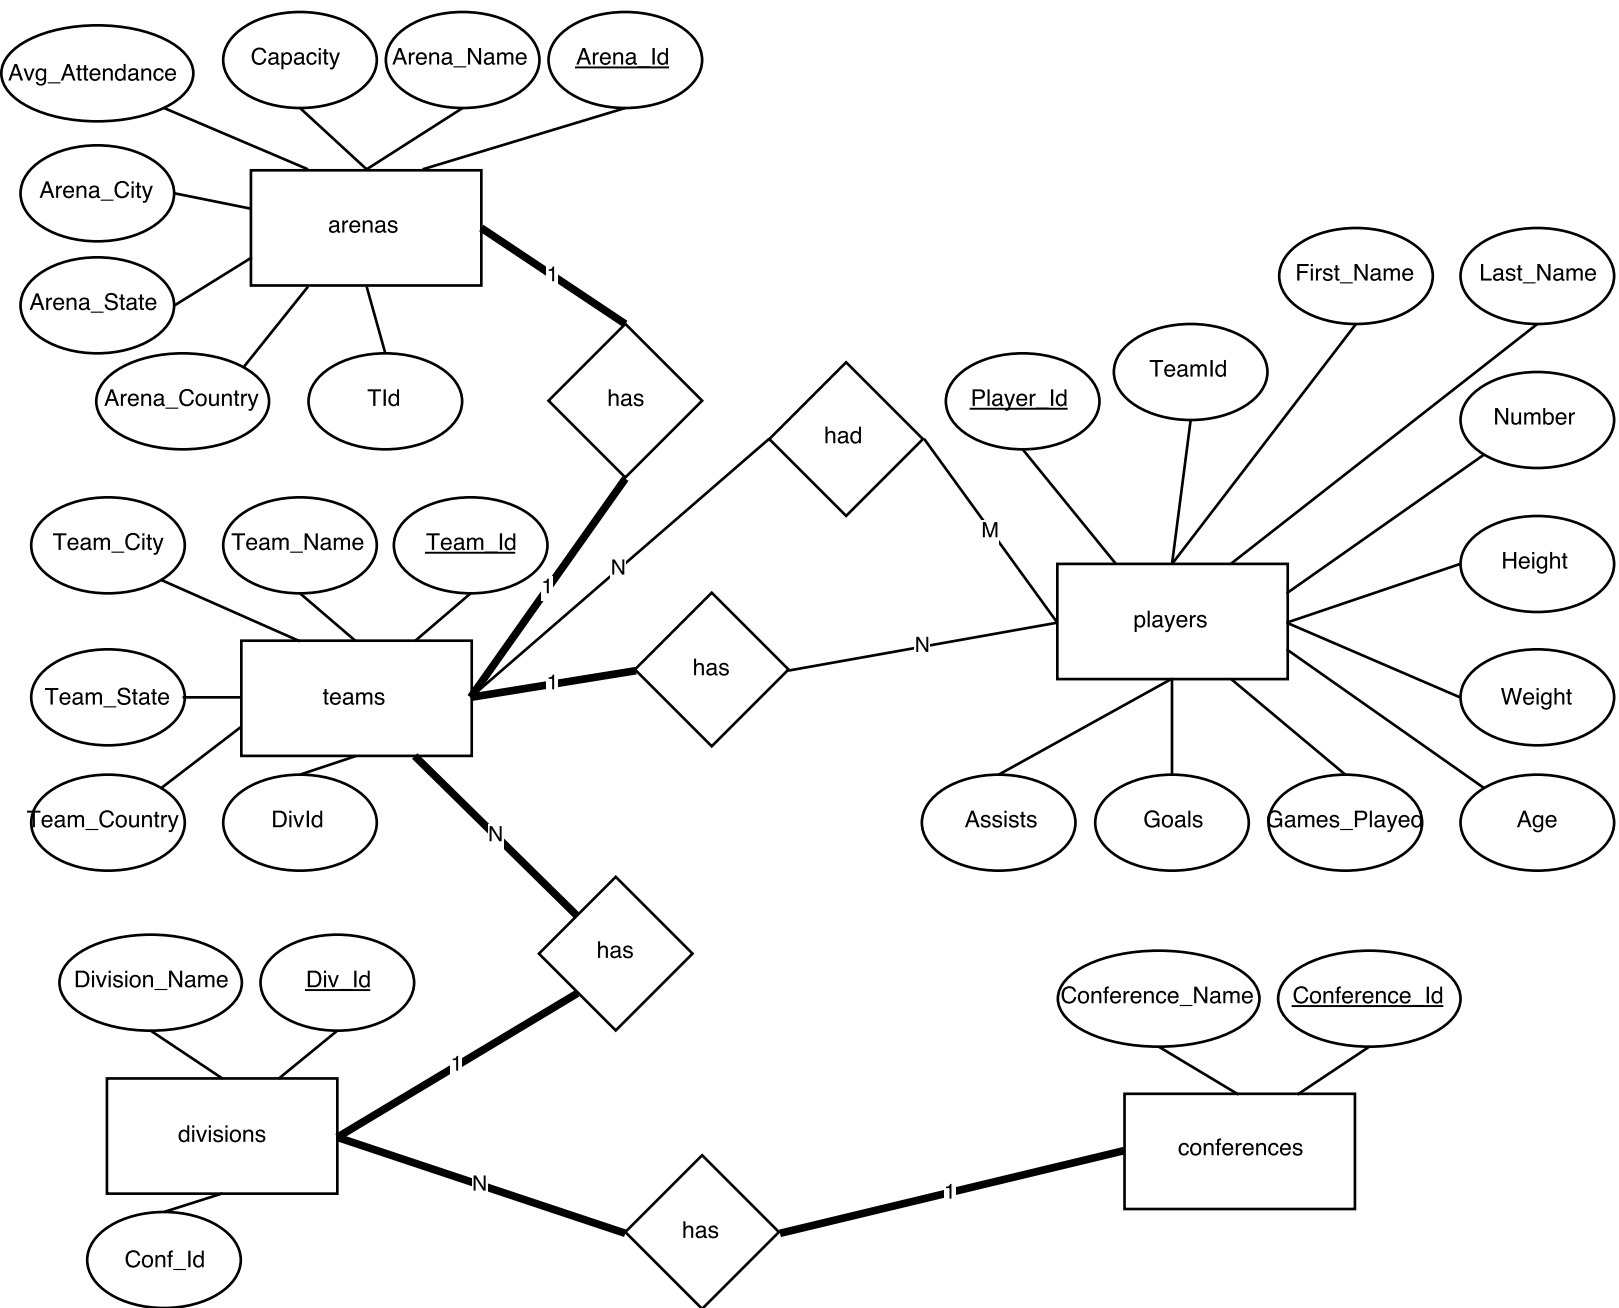 Avg_Attendance
Capacity
Arena_Name
Arena_Id
Arena_City
arenas
Arena_State
Arena_Country
TId
1
has
1
had
N
M
Player_Id
TeamId
First_Name
Last_Name
Number
Height
Weight
Age
players
Assists
Goals
Games_Played
Team_City
Team_Name
Team_Id
Team_State
teams
Team_Country
DivId
1
has
N
N
has
1
Division_Name
Div_Id
divisions
Conf_Id
N
has
1
Conference_Name
Conference_Id
conferences